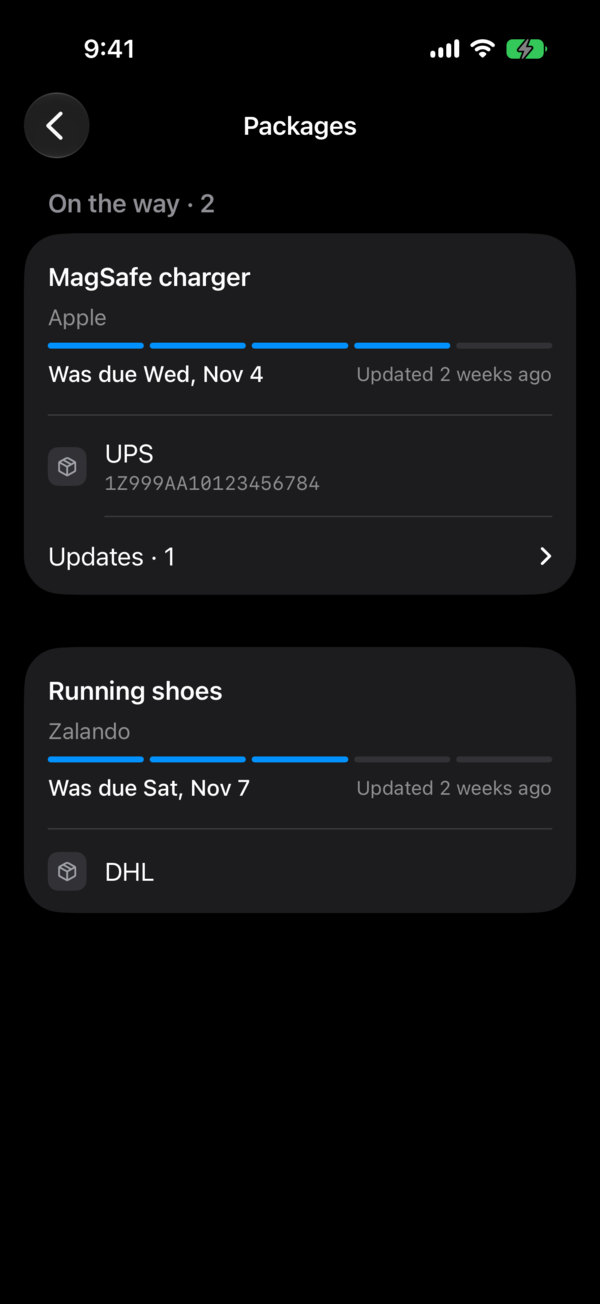 9:41
Packages
On the way · 2
MagSafe charger
Apple
Was due Wed, Nov 4
Updated 2 weeks ago
UPS
1Z999AA10123456784
Updates · 1
Running shoes
Zalando
Was due Sat, Nov 7
Updated 2 weeks ago
DHL